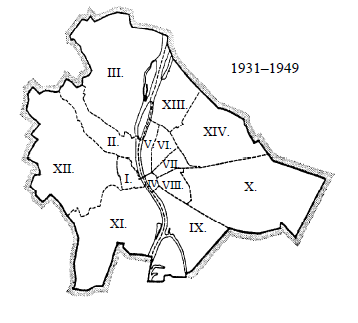 III.
1931–1949
XIII.
XIV.
II.
V.
VI.
XII.
VII.
I.
IV.
VIII.
X.
XI.
IX.